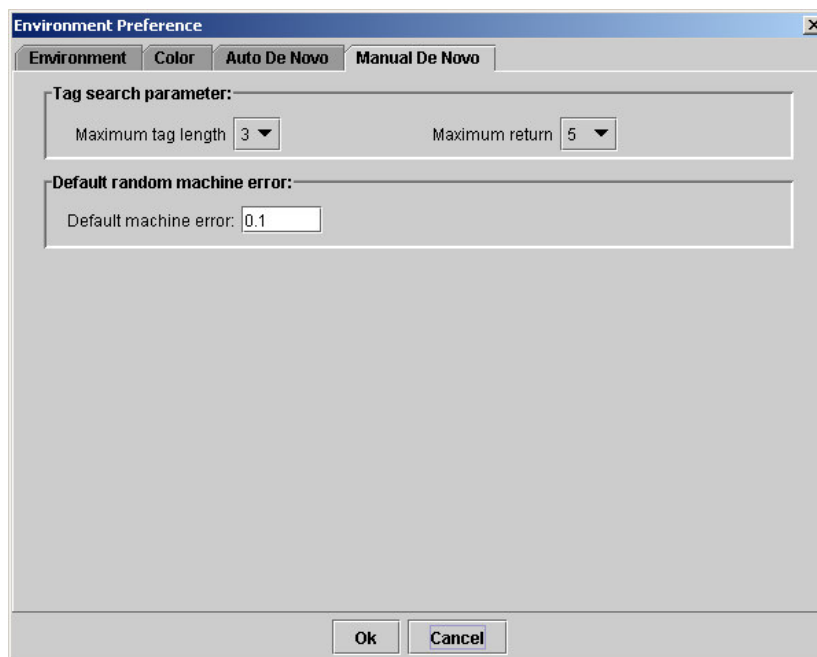 Environment Preference
Environment Color Auto De Novo Manual De Novo
Tag search parameter:
Maximum tag length 3 Maximum return 5
Default random machine error:
Default machine error: 0.1
Ok Cancel